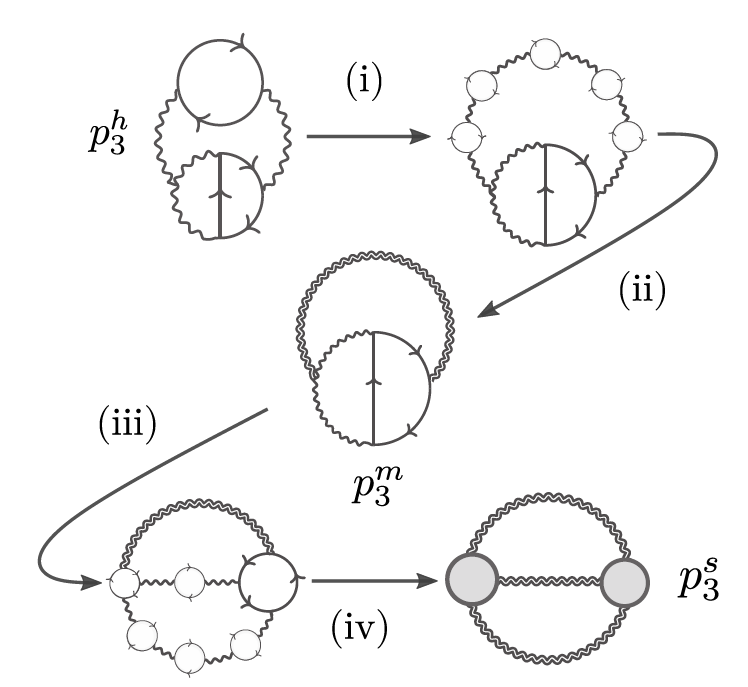 (i)
p_3^h
(ii)
(iii)
p_3^m
(iv)
p_3^s